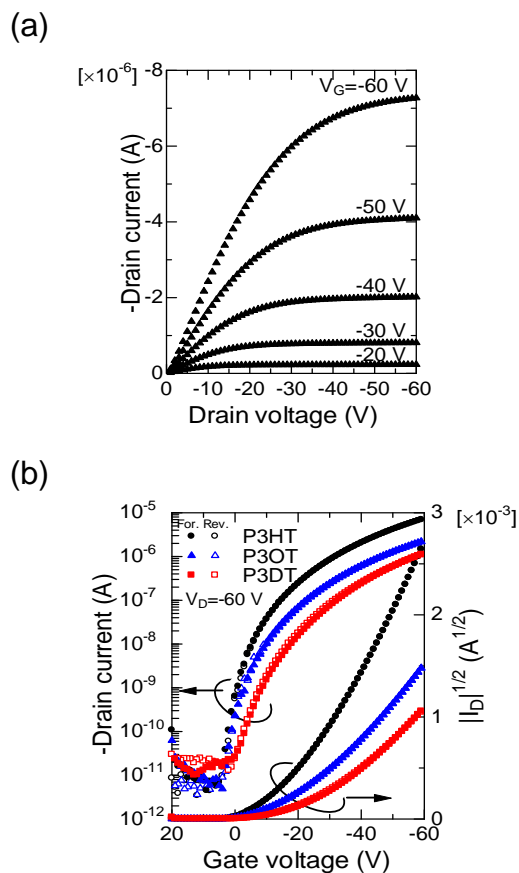 (a)
[×10⁻⁶]
-8
-6
-4
-2
0
-Drain current (A)
V_G=-60 V
-50 V
-40 V
-30 V
-20 V
0 -10 -20 -30 -40 -50 -60
Drain voltage (V)
(b)
10⁻⁵
10⁻⁶
10⁻⁷
10⁻⁸
10⁻⁹
10⁻¹⁰
10⁻¹¹
10⁻¹²
-Drain current (A)
For. Rev.
P3HT
P3OT
P3DT
V_D=-60 V
3
2
1
0
[×10⁻³]
|I_D|^1/2 (A^1/2)
20 0 -20 -40 -60
Gate voltage (V)